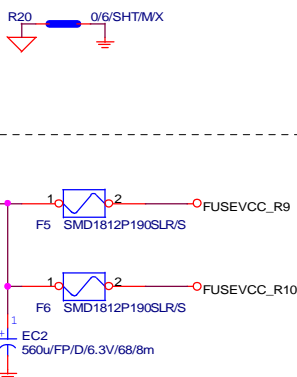 R20 0/6/SHT/M/X
1 2 FUSEVCC_R9
F5 SMD1812P190SLR/S
1 2 FUSEVCC_R10
F6 SMD1812P190SLR/S
1
+ EC2
560u/FP/D/6.3V/68/8m